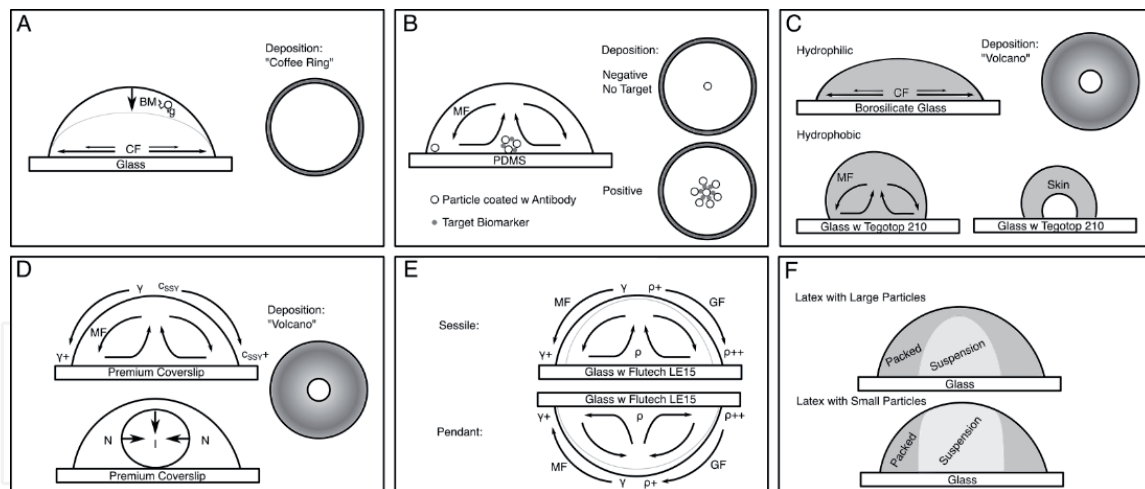 A
Deposition:
"Coffee Ring"
BM
g
CF
Glass
B
Deposition:
Negative
No Target
MF
PDMS
Positive
Particle coated w Antibody
Target Biomarker
C
Hydrophilic
Deposition:
"Volcano"
CF
Borosilicate Glass
Hydrophobic
MF
Skin
Glass w Tegotop 210
Glass w Tegotop 210
D
γ cSSY
Deposition:
"Volcano"
MF
γ+ cSSY+
Premium Coverslip
N I N
Premium Coverslip
E
MF γ ρ+ GF
Sessile:
γ+ ρ ρ++
Glass w Flutech LE15
Glass w Flutech LE15
γ+ ρ ρ++
Pendant:
MF GF
γ ρ+
F
Latex with Large Particles
Packed Suspension
Glass
Latex with Small Particles
Packed Suspension
Glass